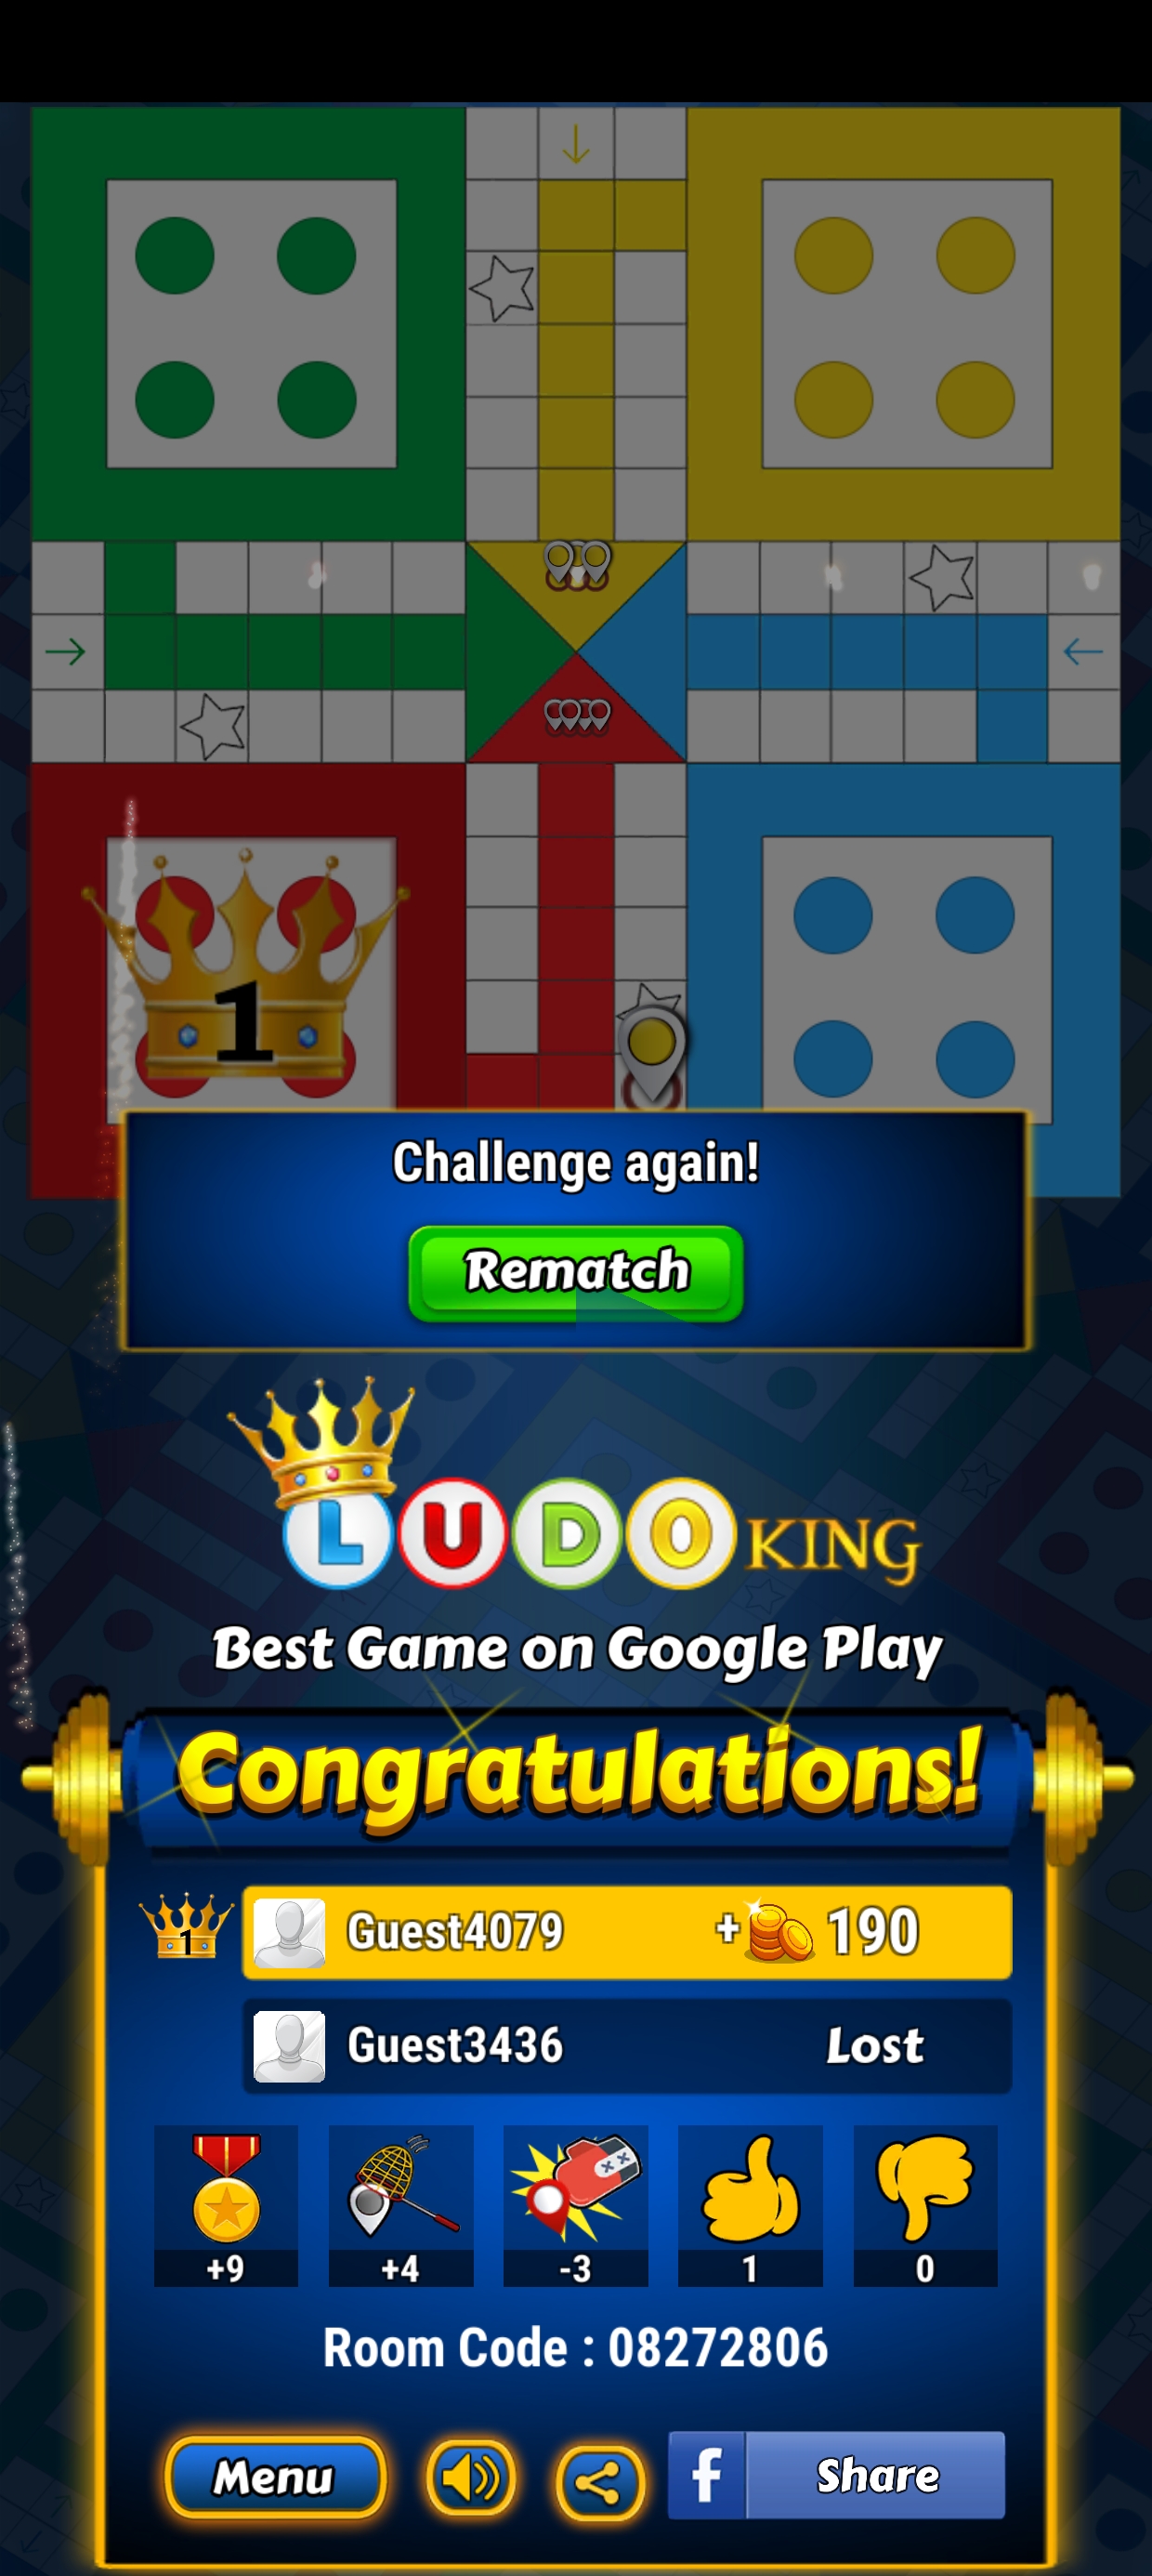 1
Challenge again!
Rematch
LUDO KING
Best Game on Google Play
Congratulations!
1 Guest4079 + 190
Guest3436 Lost
+9 +4 -3 1 0
Room Code : 08272806
Menu f Share